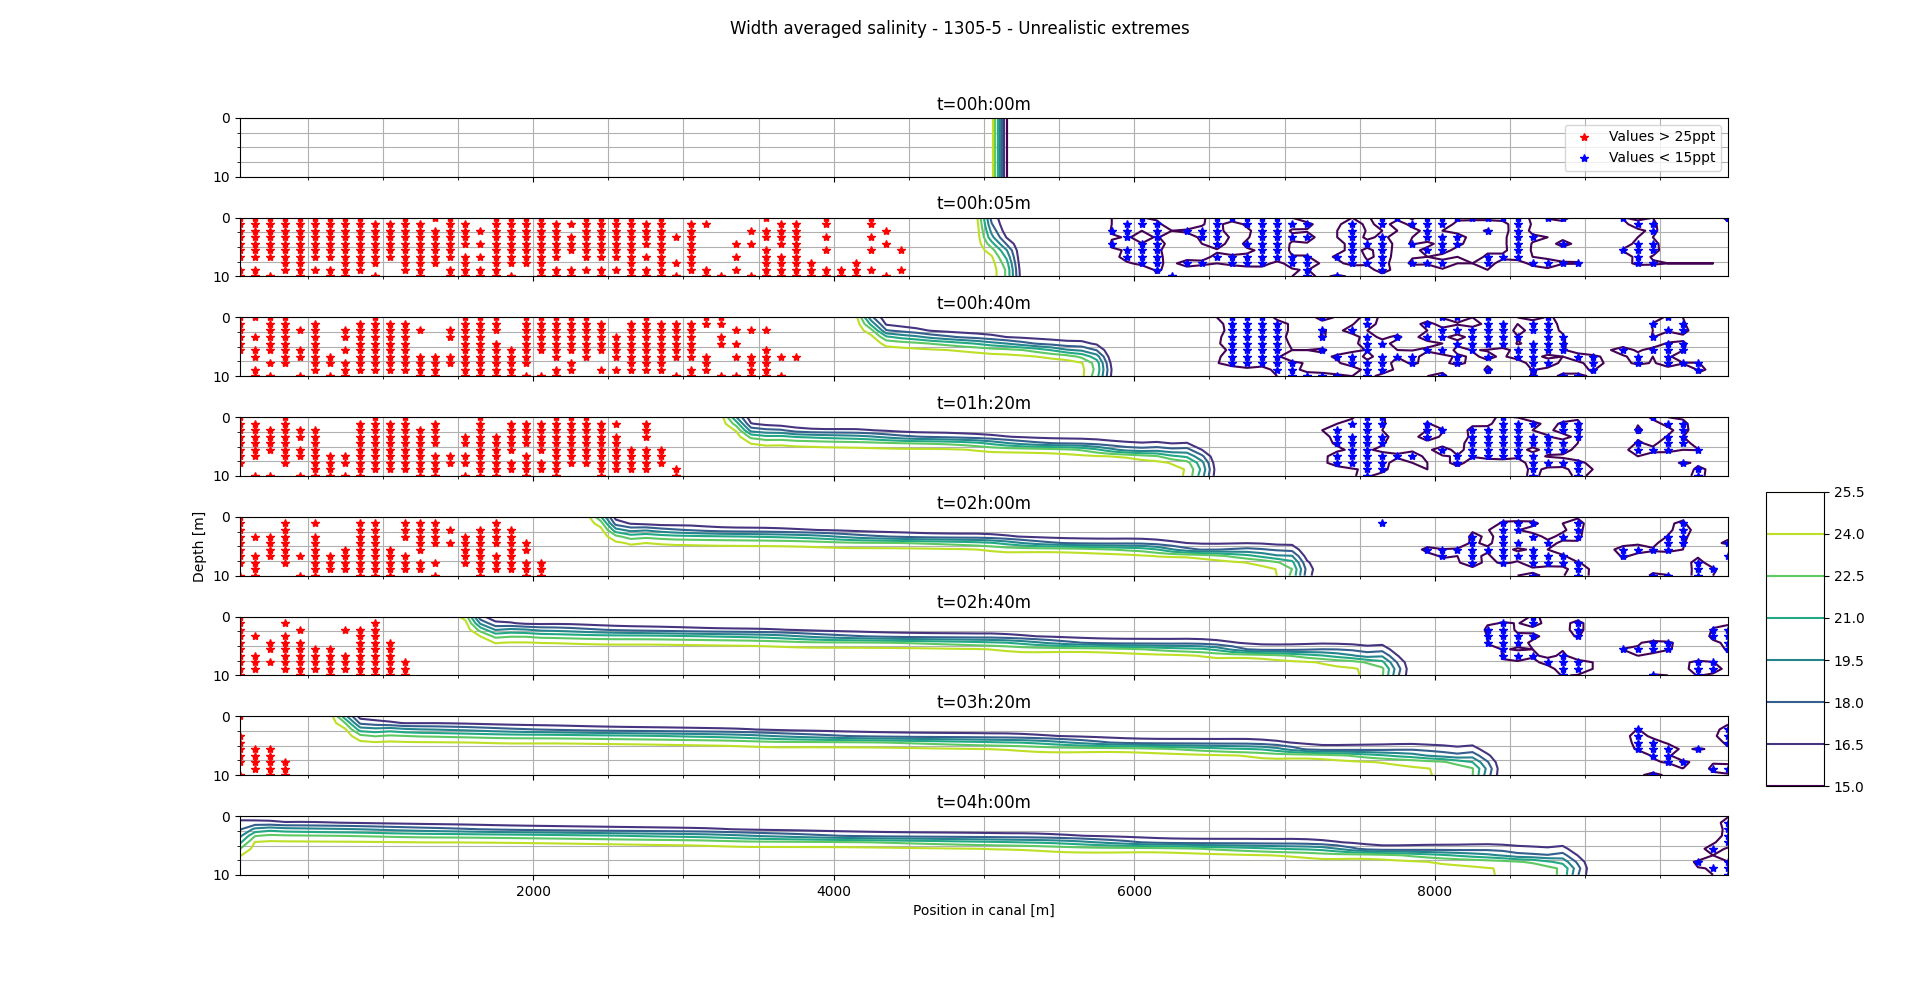 Width averaged salinity - 1305-5 - Unrealistic extremes
t=00h:00m
0
10
Values > 25ppt
Values < 15ppt
t=00h:05m
0
10
t=00h:40m
0
10
t=01h:20m
0
10
t=02h:00m
0
10
Depth [m]
t=02h:40m
0
10
t=03h:20m
0
10
t=04h:00m
0
10
2000 4000 6000 8000
Position in canal [m]
25.5
24.0
22.5
21.0
19.5
18.0
16.5
15.0